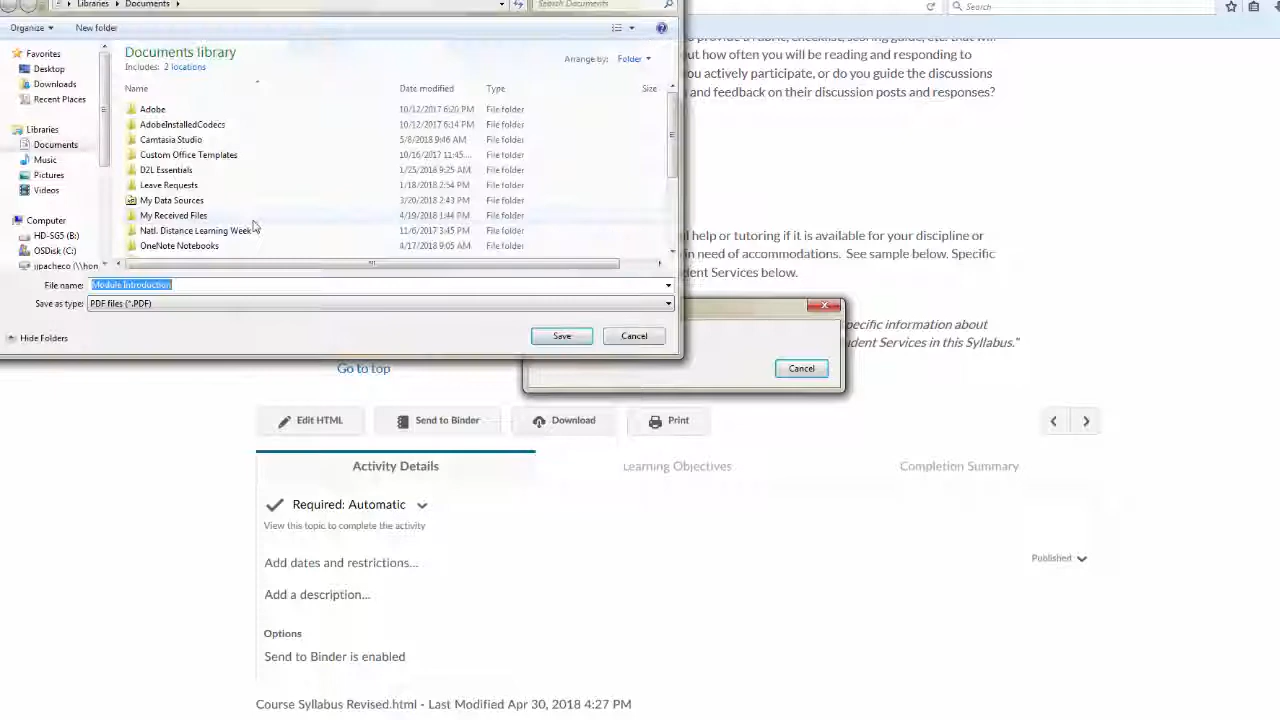 Libraries Documents Search Documents
Search
Organize New folder
Favorites
Desktop
Downloads
Recent Places
Libraries
Documents
Music
Pictures
Videos
Computer
HD-SG5 (B:)
OSDisk (C:)
Documents library
Includes: 2 locations
Arrange by: Folder
Name Date modified Type Size
Adobe 10/12/2017 6:20 PM File folder
AdobeInstalledCodecs 10/12/2017 6:14 PM File folder
Camtasia Studio 5/8/2018 9:46 AM File folder
Custom Office Templates 10/16/2017 11:45... File folder
D2L Essentials 1/25/2018 9:25 AM File folder
Leave Requests 1/18/2018 2:54 PM File folder
My Data Sources 3/20/2018 2:43 PM File folder
My Received Files 4/19/2018 1:44 PM File folder
Natl. Distance Learning Week 11/6/2017 3:45 PM File folder
OneNote Notebooks 4/17/2018 9:05 AM File folder
File name: Module Introduction
Save as type: PDF files (*.PDF)
Hide Folders Save Cancel
provide a rubric, checklist, scoring guide, etc. that will
out how often you will be reading and responding to
ou actively participate, or do you guide the discussions
and feedback on their discussion posts and responses?
l help or tutoring if it is available for your discipline or
in need of accommodations. See sample below. Specific
dent Services below.
pecific information about
udent Services in this Syllabus."
Cancel
Go to top
Edit HTML Send to Binder Download Print
Activity Details Learning Objectives Completion Summary
Required: Automatic
View this topic to complete the activity
Published
Add dates and restrictions...
Add a description...
Options
Send to Binder is enabled
Course Syllabus Revised.html - Last Modified Apr 30, 2018 4:27 PM